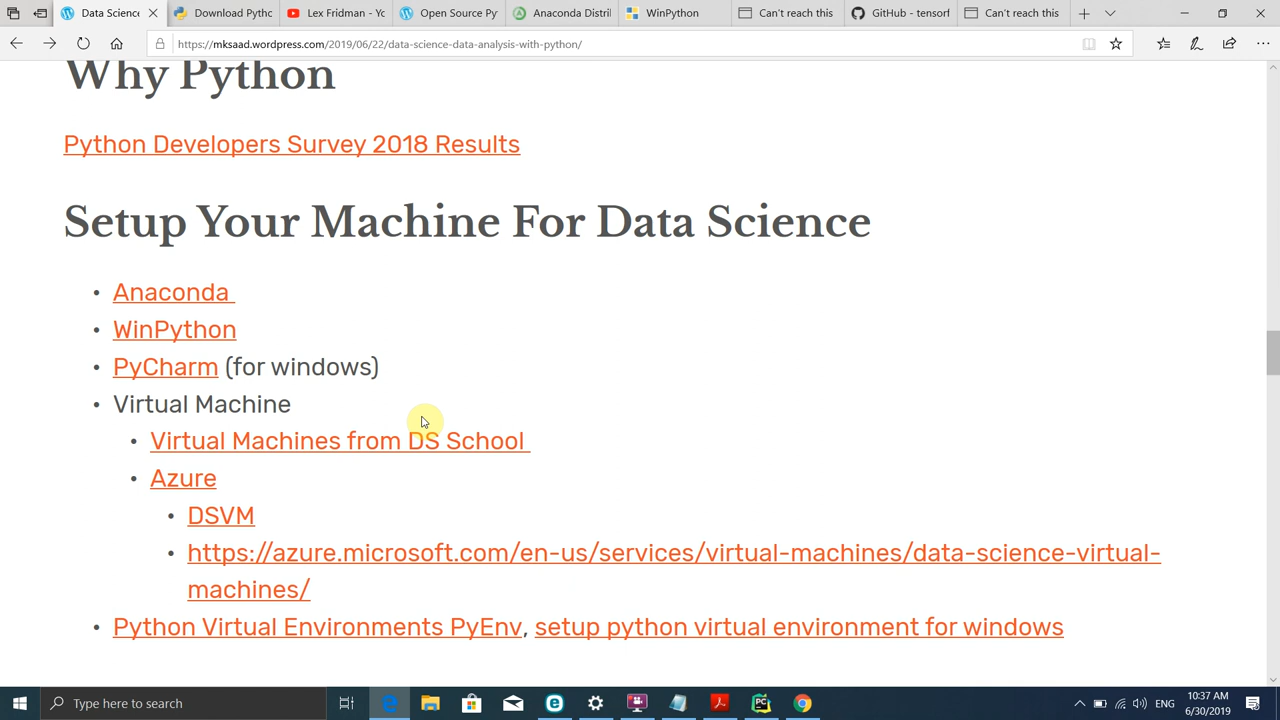 Data Science
Download Pytho
Lex Fridman - Yo
Open Source Py
Anaconda Distri
WinPython
Can't reach this
GitHub - tensorf
Can't reach this
https://mksaad.wordpress.com/2019/06/22/data-science-data-analysis-with-python/
Why Python
Python Developers Survey 2018 Results
Setup Your Machine For Data Science
• Anaconda
• WinPython
• PyCharm (for windows)
• Virtual Machine
• Virtual Machines from DS School
• Azure
• DSVM
• https://azure.microsoft.com/en-us/services/virtual-machines/data-science-virtual-
machines/
• Python Virtual Environments PyEnv, setup python virtual environment for windows
Type here to search
PC
ENG
10:37 AM
6/30/2019